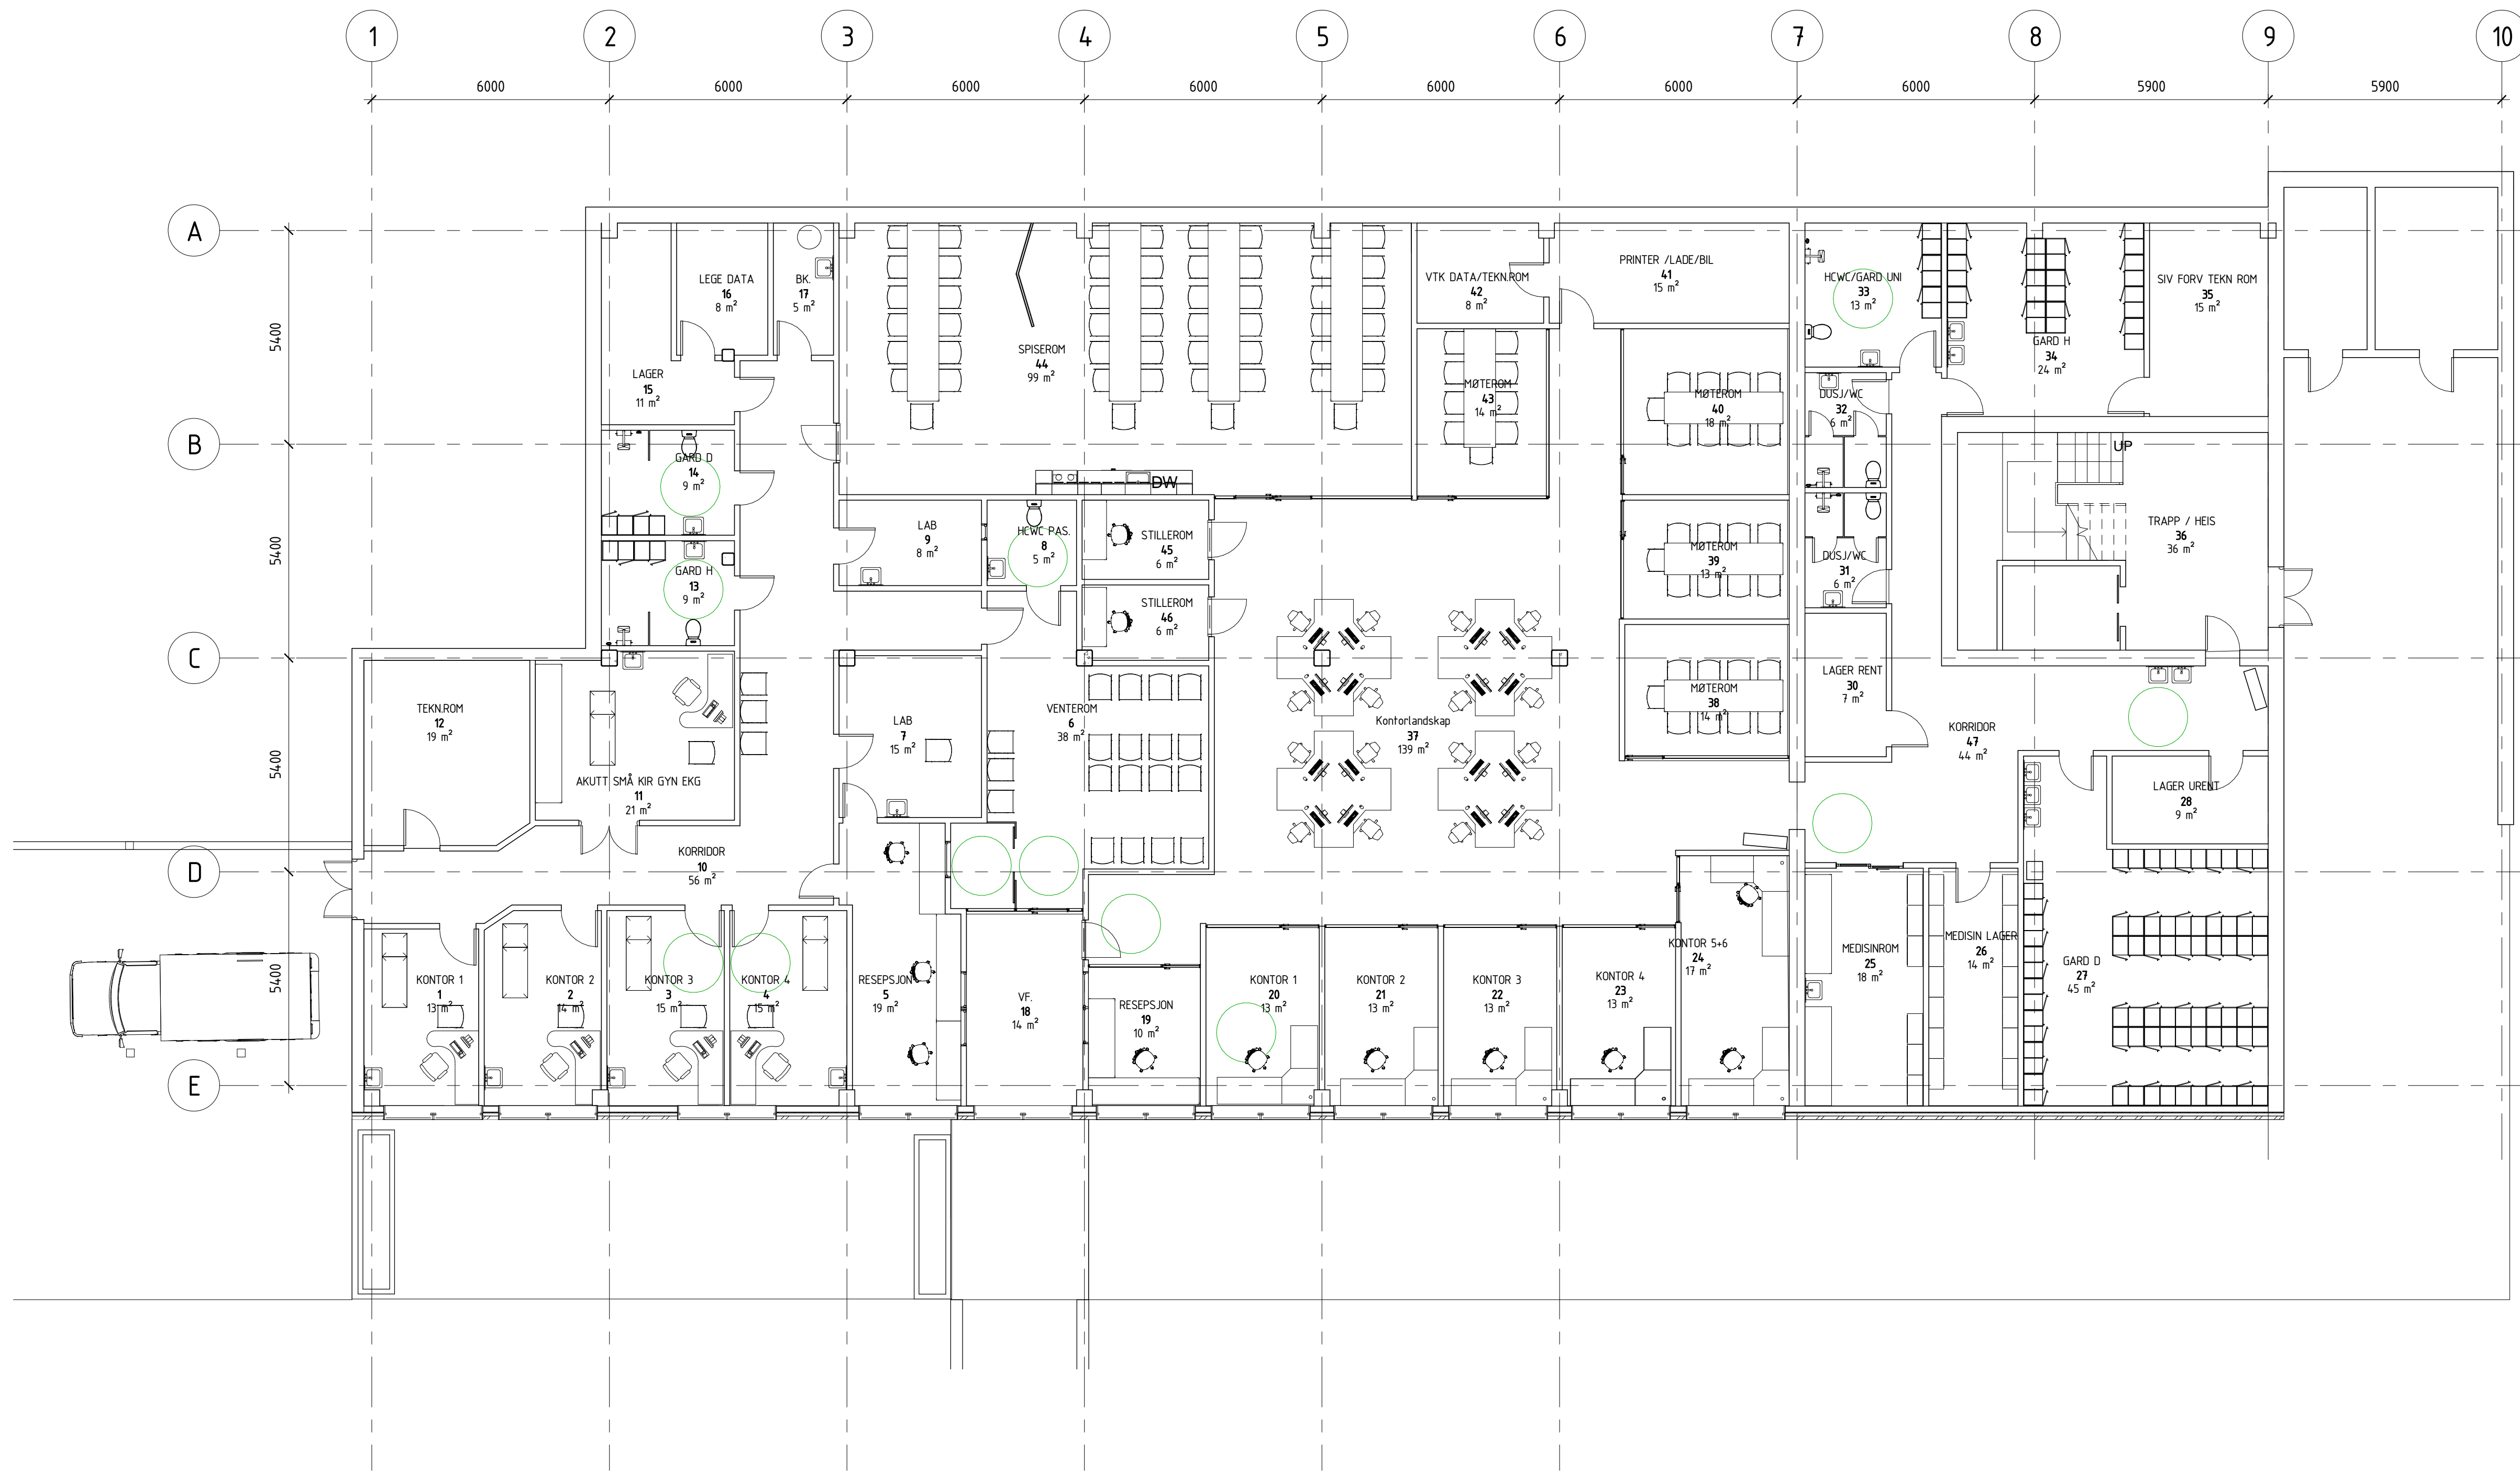 1
2
3
4
5
6
7
8
9
10
6000
6000
6000
6000
6000
6000
6000
5900
5900
A
B
C
D
E
5400
5400
5400
5400
LEGE DATA
16
8 m²
BK.
17
5 m²
LAGER
15
11 m²
SPISEROM
44
99 m²
VTK DATA/TEKN.ROM
42
8 m²
PRINTER /LADE/BIL
41
15 m²
HCWC/GARD UNI
33
13 m²
GARD H
34
24 m²
SIV FORV TEKN ROM
35
15 m²
MØTEROM
43
14 m²
MØTEROM
40
18 m²
DUSJ/WC
32
6 m²
UP
GARD D
14
9 m²
DW
LAB
9
8 m²
HCWC PAS.
8
5 m²
STILLEROM
45
6 m²
MØTEROM
39
13 m²
DUSJ/WC
31
6 m²
TRAPP / HEIS
36
36 m²
GARD H
13
9 m²
STILLEROM
46
6 m²
TEKN.ROM
12
19 m²
AKUTT SMÅ KIR GYN EKG
11
21 m²
LAB
7
15 m²
VENTEROM
6
38 m²
Kontorlandskap
37
139 m²
MØTEROM
38
14 m²
LAGER RENT
30
7 m²
KORRIDOR
47
44 m²
LAGER URENT
28
9 m²
KORRIDOR
10
56 m²
KONTOR 1
1
13 m²
KONTOR 2
2
14 m²
KONTOR 3
3
15 m²
KONTOR 4
4
15 m²
RESEPSJON
5
19 m²
VF.
18
14 m²
RESEPSJON
19
10 m²
KONTOR 1
20
13 m²
KONTOR 2
21
13 m²
KONTOR 3
22
13 m²
KONTOR 4
23
13 m²
KONTOR 5+6
24
17 m²
MEDISINROM
25
18 m²
MEDISIN LAGER
26
14 m²
GARD D
27
45 m²